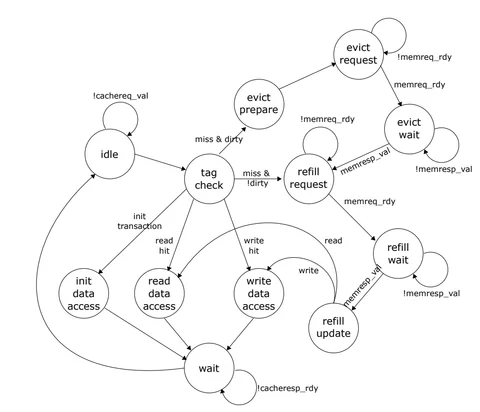 evict
request
!memreq_rdy
memreq_rdy
!cachereq_val
evict
prepare
!memreq_rdy
evict
wait
miss & dirty
idle
memresp_val
!memresp_val
tag
check
miss &
!dirty
refill
request
memreq_rdy
init
transaction
read
hit
write
hit
read
refill
wait
write
memresp_val
!memresp_val
init
data
access
read
data
access
write
data
access
refill
update
wait
!cacheresp_rdy